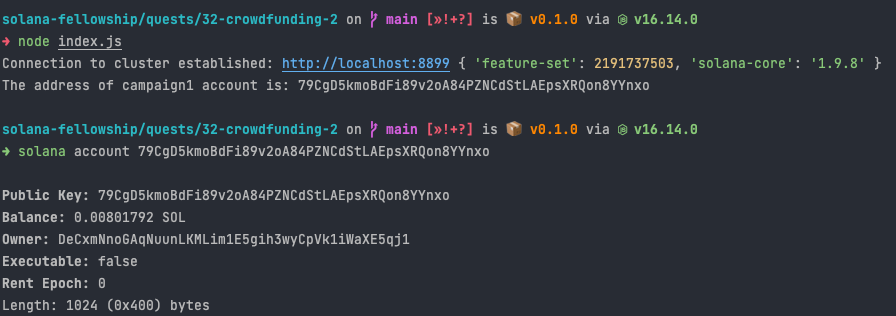 solana-fellowship/quests/32-crowdfunding-2 on main [»!+?] is 📦 v0.1.0 via v16.14.0
➜ node index.js
Connection to cluster established: http://localhost:8899 { 'feature-set': 2191737503, 'solana-core': '1.9.8' }
The address of campaign1 account is: 79CgD5kmoBdFi89v2oA84PZNCdStLAEpsXRQon8YYnxo
solana-fellowship/quests/32-crowdfunding-2 on main [»!+?] is 📦 v0.1.0 via v16.14.0
➜ solana account 79CgD5kmoBdFi89v2oA84PZNCdStLAEpsXRQon8YYnxo
Public Key: 79CgD5kmoBdFi89v2oA84PZNCdStLAEpsXRQon8YYnxo
Balance: 0.00801792 SOL
Owner: DeCxmNnoGAqNuunLKMLim1E5gih3wyCpVk1iWaXE5qj1
Executable: false
Rent Epoch: 0
Length: 1024 (0x400) bytes